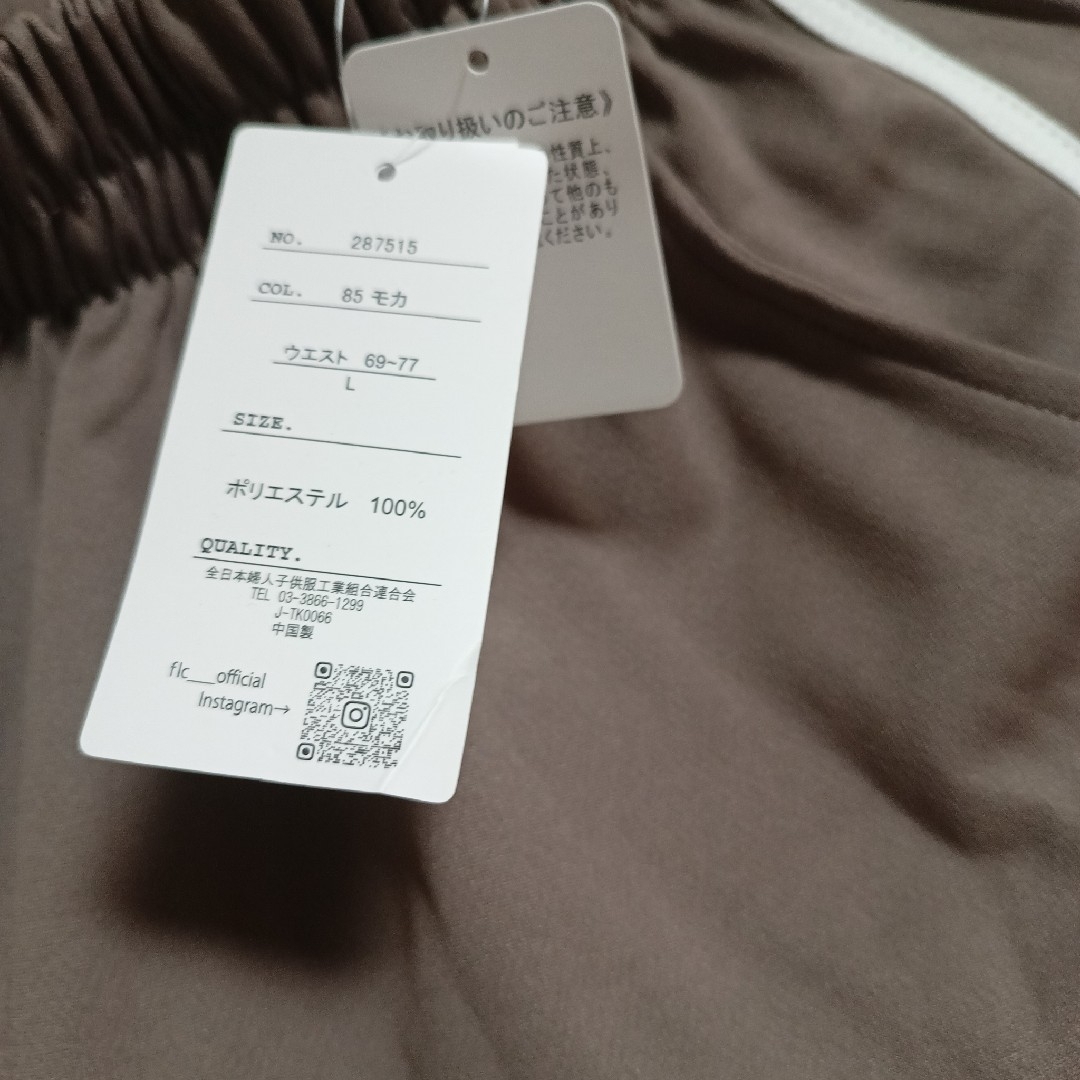 お取り扱いのご注意》
性質上、
た状態、
て他のも
ことがあり
ください。
NO. 287515
COL. 85 モカ
ウエスト 69~77
L
SIZE.
ポリエステル 100%
QUALITY.
全日本婦人子供服工業組合連合会
TEL 03-3866-1299
J-TK0066
中国製
flc___official
Instagram→